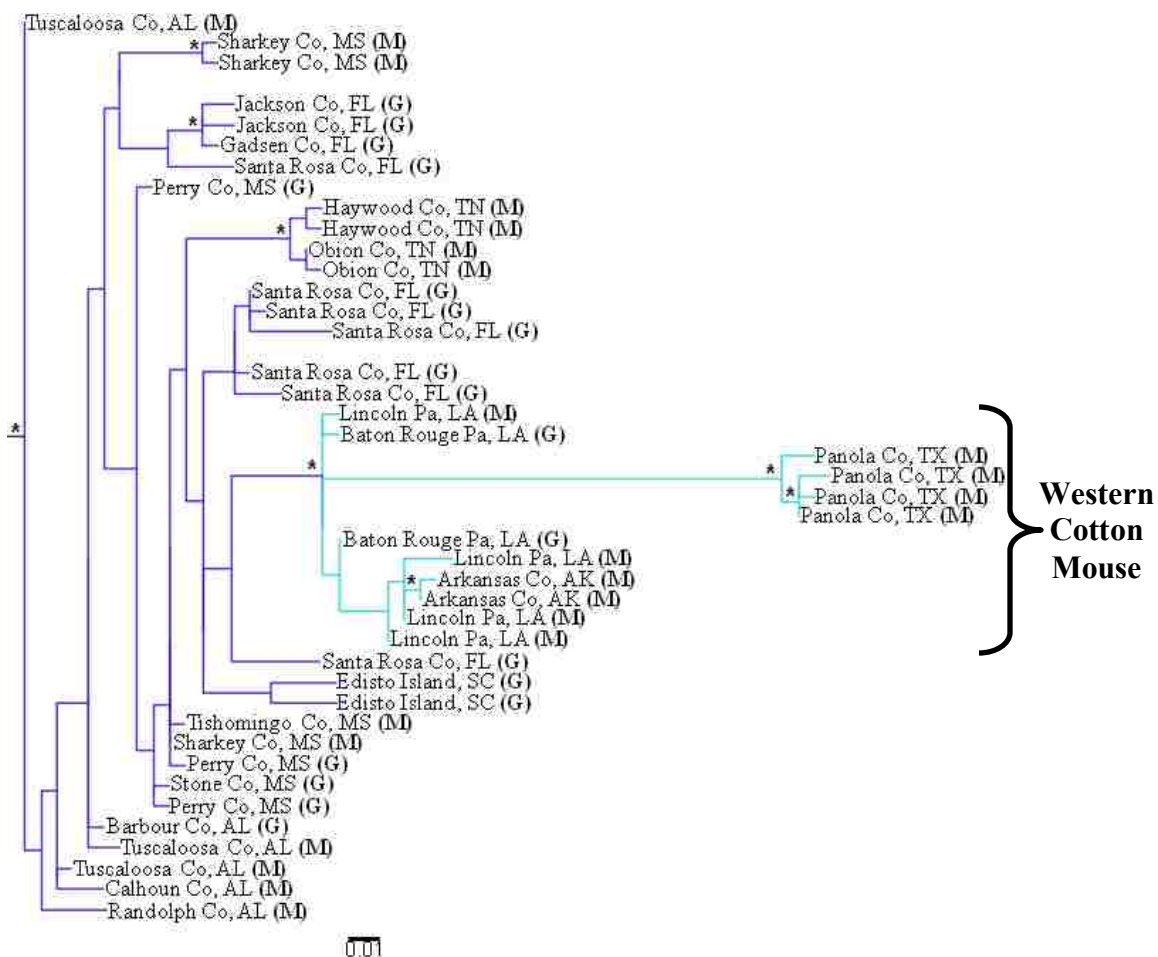 Tuscaloosa Co, AL (M)
* Sharkey Co, MS (M)
Sharkey Co, MS (M)
Jackson Co, FL (G)
* Jackson Co, FL (G)
Gadsen Co, FL (G)
Santa Rosa Co, FL (G)
Perry Co, MS (G)
Haywood Co, TN (M)
* Haywood Co, TN (M)
Obion Co, TN (M)
Obion Co, TN (M)
Santa Rosa Co, FL (G)
Santa Rosa Co, FL (G)
Santa Rosa Co, FL (G)
Santa Rosa Co, FL (G)
Santa Rosa Co, FL (G)
Lincoln Pa, LA (M)
*
Baton Rouge Pa, LA (G)
Panola Co, TX (M)
* *
Panola Co, TX (M)
* Panola Co, TX (M)
Panola Co, TX (M)
Western
Cotton
Mouse
Baton Rouge Pa, LA (G)
Lincoln Pa, LA (M)
* Arkansas Co, AK (M)
Arkansas Co, AK (M)
Lincoln Pa, LA (M)
Lincoln Pa, LA (M)
Santa Rosa Co, FL (G)
Edisto Island, SC (G)
Edisto Island, SC (G)
Tishomingo Co, MS (M)
Sharkey Co, MS (M)
Perry Co, MS (G)
Stone Co, MS (G)
Perry Co, MS (G)
Barbour Co, AL (G)
Tuscaloosa Co, AL (M)
Tuscaloosa Co, AL (M)
Calhoun Co, AL (M)
Randolph Co, AL (M)
0.01